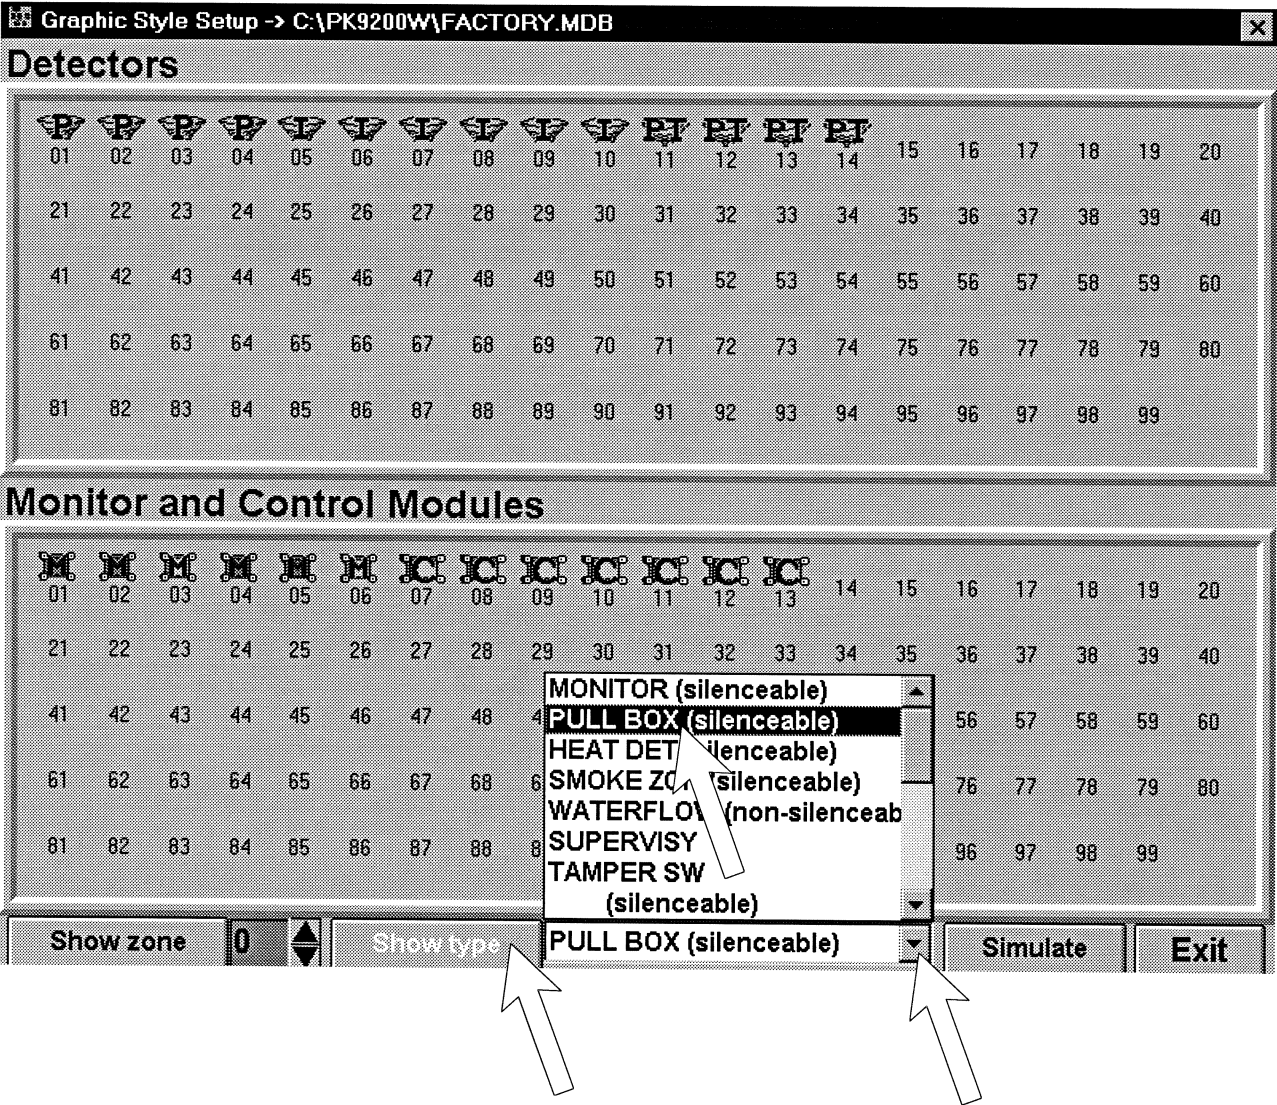 Graphic Style Setup -> C:\PK9200W\FACTORY.MDB
Detectors
P P P P I I I I I I PT PT PT PT
01 02 03 04 05 06 07 08 09 10 11 12 13 14 15 16 17 18 19 20
21 22 23 24 25 26 27 28 29 30 31 32 33 34 35 36 37 38 39 40
41 42 43 44 45 46 47 48 49 50 51 52 53 54 55 56 57 58 59 60
61 62 63 64 65 66 67 68 69 70 71 72 73 74 75 76 77 78 79 80
81 82 83 84 85 86 87 88 89 90 91 92 93 94 95 96 97 98 99
Monitor and Control Modules
M M M M M M C C C C C C C
01 02 03 04 05 06 07 08 09 10 11 12 13 14 15 16 17 18 19 20
21 22 23 24 25 26 27 28 29 30 31 32 33 34 35 36 37 38 39 40
41 42 43 44 45 46 47 48 56 57 58 59 60
61 62 63 64 65 66 67 68 76 77 78 79 80
81 82 83 84 85 86 87 88 96 97 98 99
MONITOR (silenceable)
PULL BOX (silenceable)
HEAT DET
SMOKE
WATERFLOW (non-silenceab
SUPERVISY
TAMPER SW
(silenceable)
Show zone 0 Show type PULL BOX (silenceable) Simulate Exit